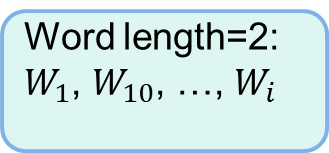 Word length=2:
W₁, W₁₀, …, Wᵢ